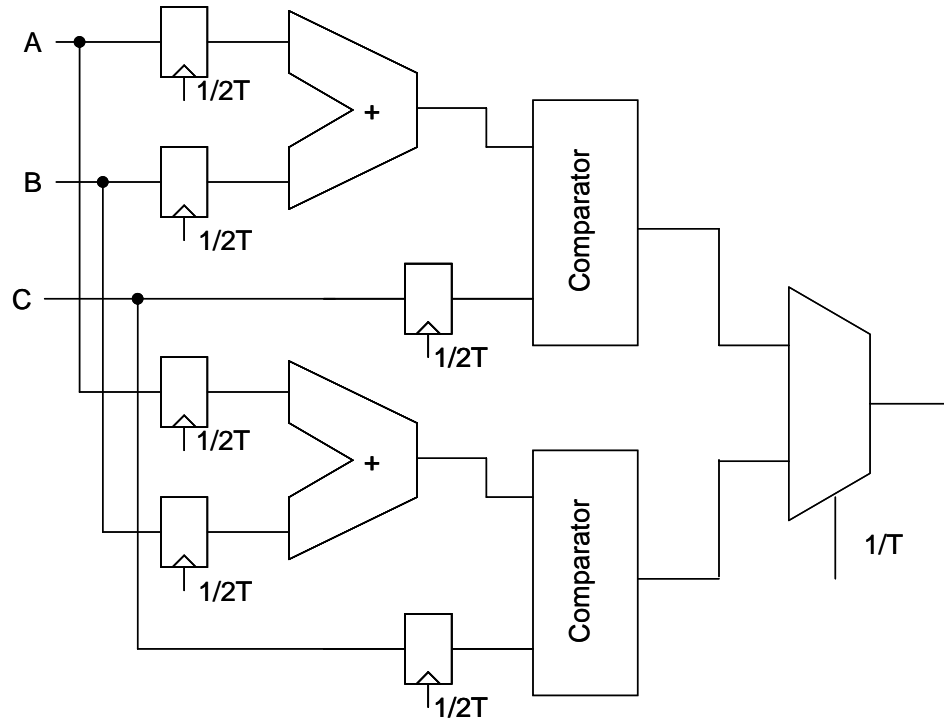 A
1/2T
+
B
1/2T
Comparator
C
1/2T
1/2T
+
1/2T
Comparator
1/T
1/2T